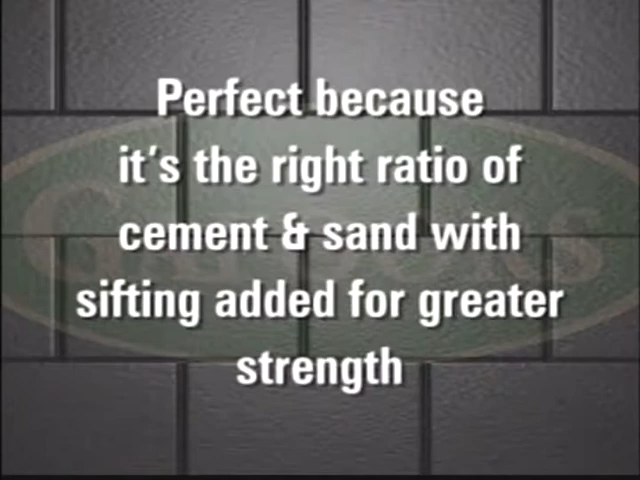 Perfect because
it's the right ratio of
cement & sand with
sifting added for greater
strength